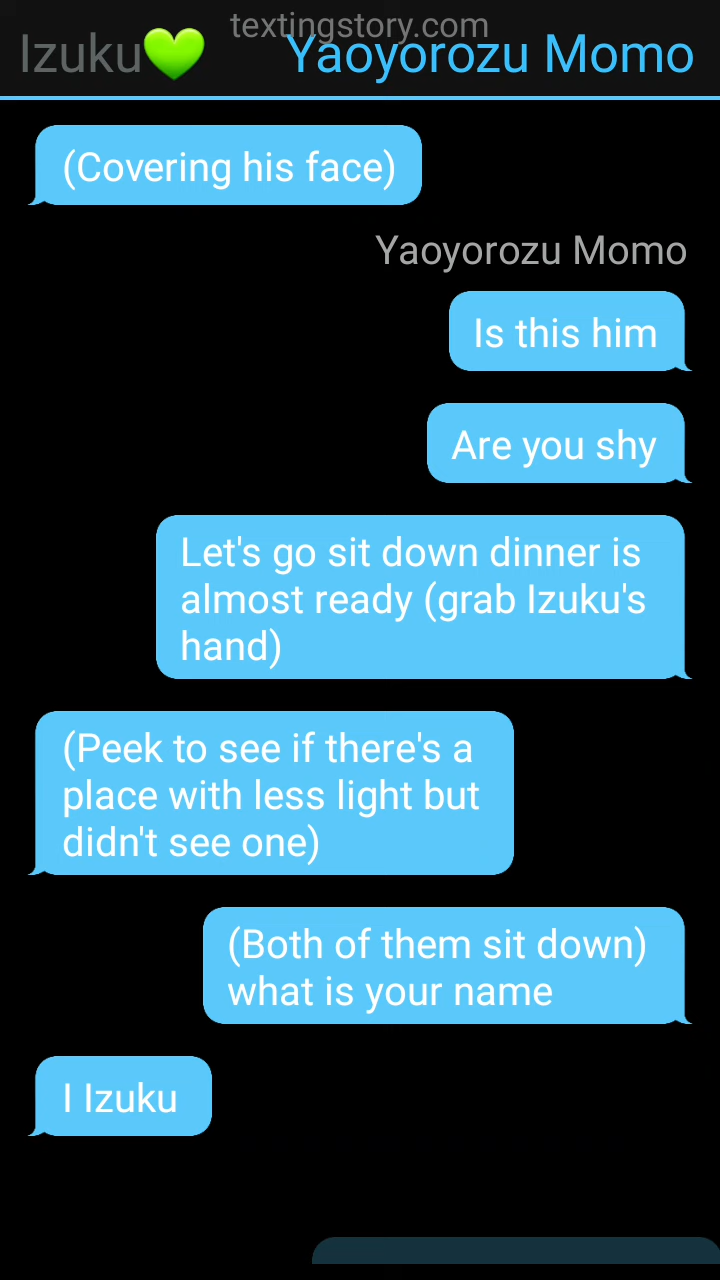 textingstory.com
Izuku💚 Yaoyorozu Momo
(Covering his face)
Yaoyorozu Momo
Is this him
Are you shy
Let's go sit down dinner is
almost ready (grab Izuku's
hand)
(Peek to see if there's a
place with less light but
didn't see one)
(Both of them sit down)
what is your name
I Izuku